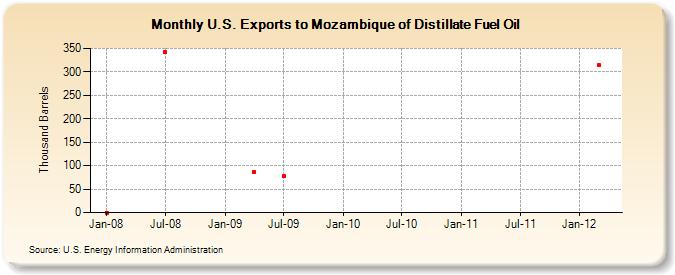 Monthly U.S. Exports to Mozambique of Distillate Fuel Oil
Thousand Barrels
350
300
250
200
150
100
50
0
Jan-08 Jul-08 Jan-09 Jul-09 Jan-10 Jul-10 Jan-11 Jul-11 Jan-12
Source: U.S. Energy Information Administration